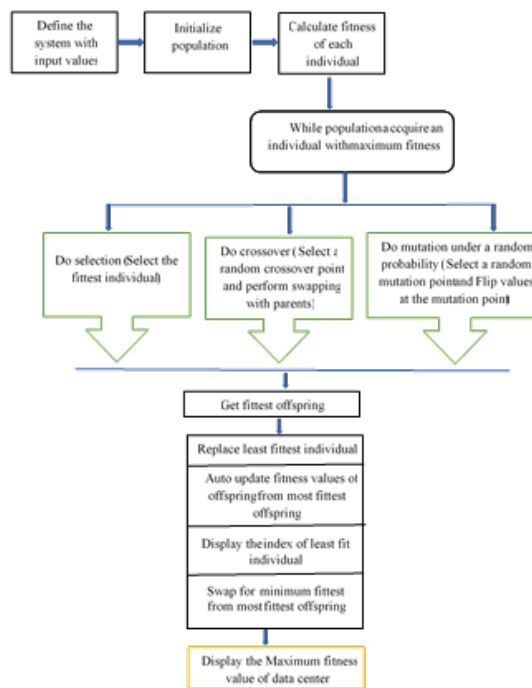 Define the
system with
input values
Initialize
population
Calculate fitness
of each
individual
While populationaccquire an
individual withmaximum fitness
Do selection (Select the
fittest individual)
Do crossover (Select a
random crossover point
and perform swapping
with parents)
Do mutation under a random
probability (Select a random
mutation pointand Flip values
at the mutation point)
Get fittest offspring
Replace least fittest individual
Auto update fitness values of
offspringfrom most fittest
offspring
Display theindex of least fit
individual
Swap for minimum fittest
from most fittest offspring
Display the Maximum fitness
value of data center